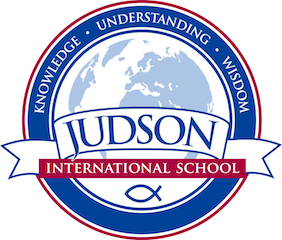 KNOWLEDGE • UNDERSTANDING • WISDOM
JUDSON
INTERNATIONAL SCHOOL